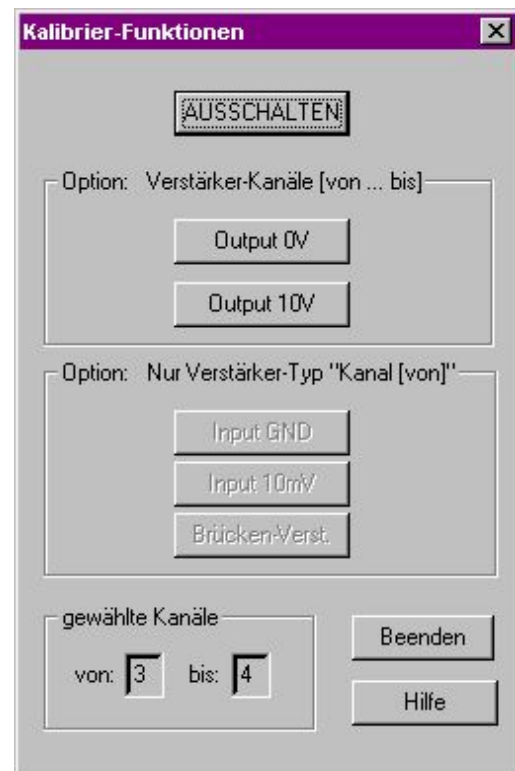 Kalibrier-Funktionen
AUSSCHALTEN
Option: Verstärker-Kanäle [von ... bis]
Output 0V
Output 10V
Option: Nur Verstärker-Typ "Kanal [von]"
Input GND
Input 10mV
Brücken-Verst.
gewählte Kanäle
von: 3 bis: 4
Beenden
Hilfe